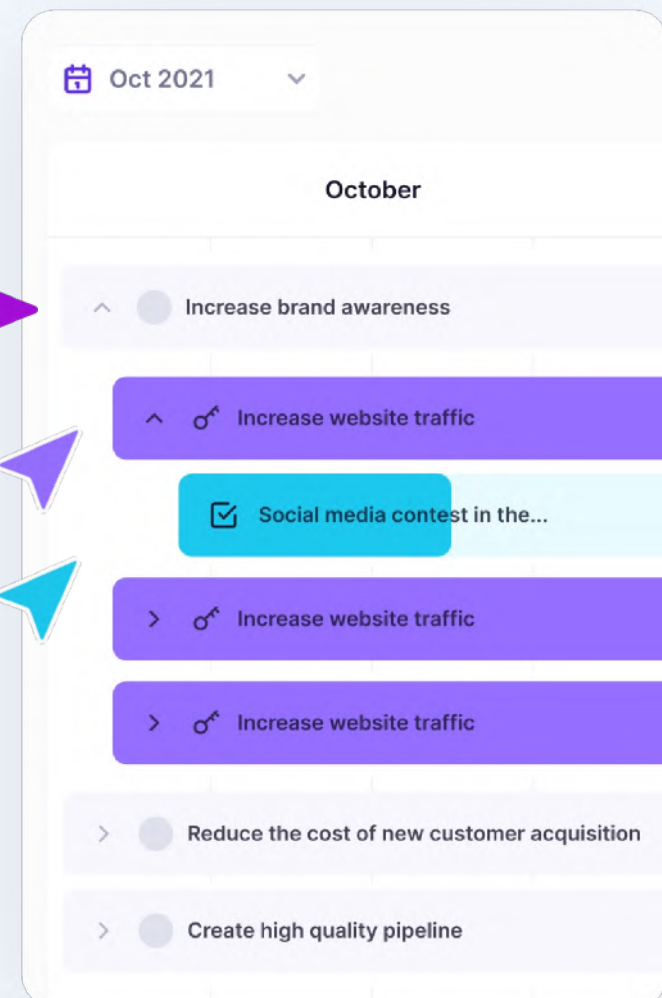 Oct 2021
October
Increase brand awareness
Increase website traffic
Social media contest in the...
Increase website traffic
Increase website traffic
Reduce the cost of new customer acquisition
Create high quality pipeline